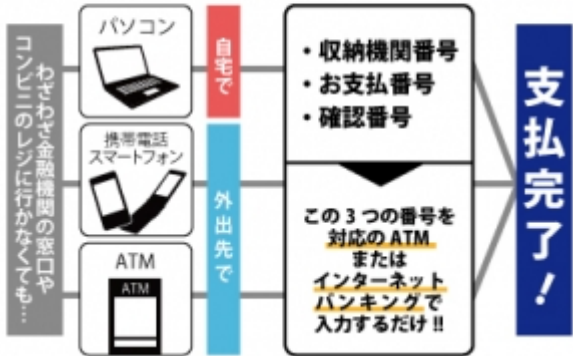 わざわざ金融機関の窓口や
コンビニのレジに行かなくても…
パソコン
携帯電話
スマートフォン
ATM
ATM
自宅で
外出先で
・収納機関番号
・お支払番号
・確認番号
この3つの番号を
対応のATM
または
インターネット
バンキングで
入力するだけ!!
支払完了!